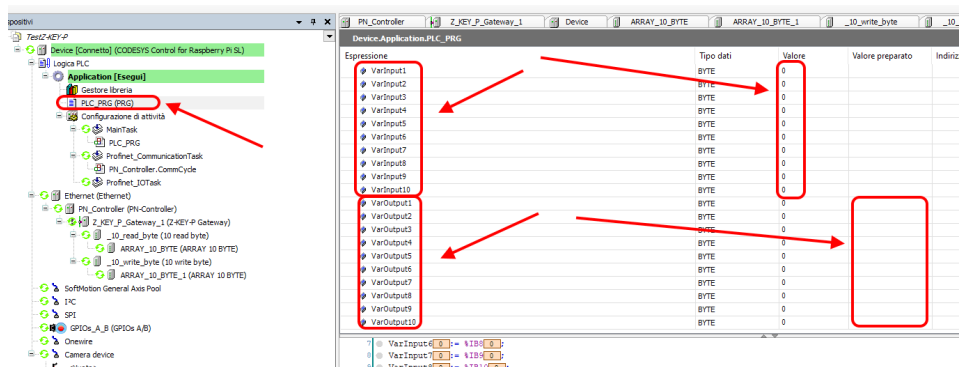 spositivi
PN_Controller Z_KEY_P_Gateway_1 Device ARRAY_10_BYTE ARRAY_10_BYTE_1 _10_write_byte _10_
TestZ-KEY-P
Device [Connetto] (CODESYS Control for Raspberry Pi SL)
Logica PLC
Application [Esegui]
Gestore libreria
PLC_PRG (PRG)
Configurazione di attività
MainTask
PLC_PRG
Profinet_CommunicationTask
PN_Controller.CommCycle
Profinet_IOTask
Ethernet (Ethernet)
PN_Controller (PN-Controller)
Z_KEY_P_Gateway_1 (Z-KEY-P Gateway)
_10_read_byte (10 read byte)
ARRAY_10_BYTE (ARRAY 10 BYTE)
_10_write_byte (10 write byte)
ARRAY_10_BYTE_1 (ARRAY 10 BYTE)
SoftMotion General Axis Pool
I²C
SPI
GPIOs_A_B (GPIOs A/B)
Onewire
Camera device
Device.Application.PLC_PRG
Espressione Tipo dati Valore Valore preparato Indiriz
VarInput1 BYTE 0
VarInput2 BYTE 0
VarInput3 BYTE 0
VarInput4 BYTE 0
VarInput5 BYTE 0
VarInput6 BYTE 0
VarInput7 BYTE 0
VarInput8 BYTE 0
VarInput9 BYTE 0
VarInput10 BYTE 0
VarOutput1 BYTE 0
VarOutput2 BYTE 0
VarOutput3 BYTE 0
VarOutput4 BYTE 0
VarOutput5 BYTE 0
VarOutput6 BYTE 0
VarOutput7 BYTE 0
VarOutput8 BYTE 0
VarOutput9 BYTE 0
VarOutput10 BYTE 0
7 VarInput6 0 := %IB8 0 ;
8 VarInput7 0 := %IB9 0 ;